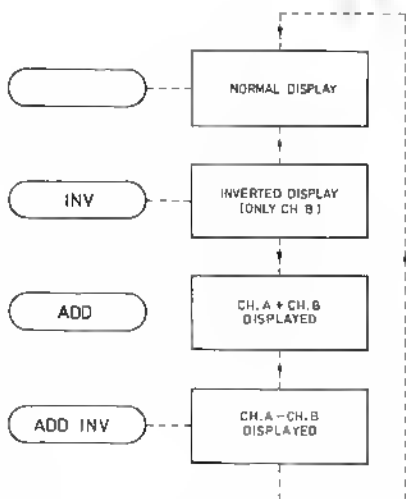 NORMAL DISPLAY
INV
INVERTED DISPLAY
(ONLY CH B)
ADD
CH.A + CH.B
DISPLAYED
ADD INV
CH.A - CH.B
DISPLAYED